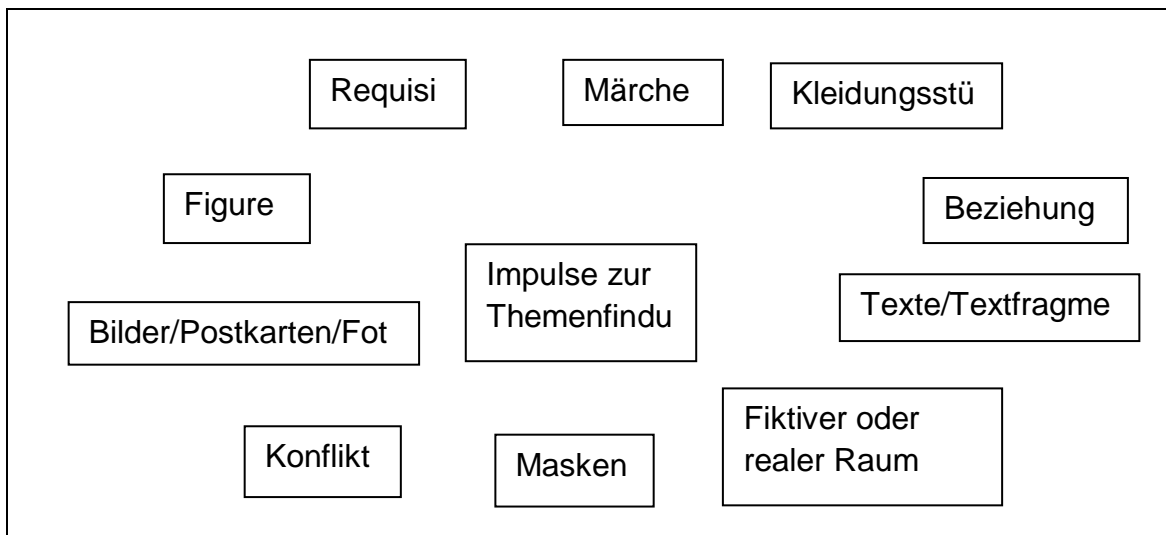 Requisi
Märche
Kleidungsstü
Figure
Beziehung
Impulse zur
Themenfindu
Texte/Textfragme
Bilder/Postkarten/Fot
Fiktiver oder
realer Raum
Konflikt
Masken